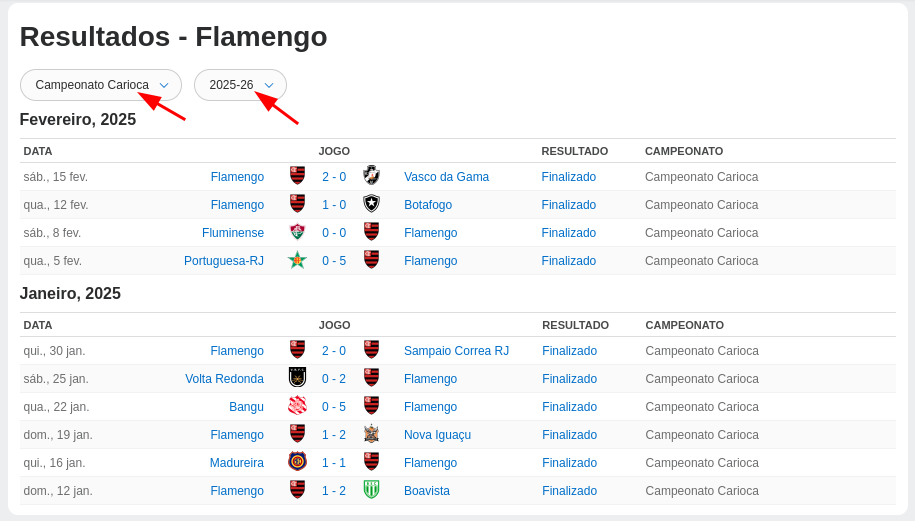 Resultados - Flamengo
Campeonato Carioca 2025-26
Fevereiro, 2025
DATA JOGO RESULTADO CAMPEONATO
sáb., 15 fev. Flamengo 2 - 0 Vasco da Gama Finalizado Campeonato Carioca
qua., 12 fev. Flamengo 1 - 0 Botafogo Finalizado Campeonato Carioca
sáb., 8 fev. Fluminense 0 - 0 Flamengo Finalizado Campeonato Carioca
qua., 5 fev. Portuguesa-RJ 0 - 5 Flamengo Finalizado Campeonato Carioca
Janeiro, 2025
DATA JOGO RESULTADO CAMPEONATO
qui., 30 jan. Flamengo 2 - 0 Sampaio Correa RJ Finalizado Campeonato Carioca
sáb., 25 jan. Volta Redonda 0 - 2 Flamengo Finalizado Campeonato Carioca
qua., 22 jan. Bangu 0 - 5 Flamengo Finalizado Campeonato Carioca
dom., 19 jan. Flamengo 1 - 2 Nova Iguaçu Finalizado Campeonato Carioca
qui., 16 jan. Madureira 1 - 1 Flamengo Finalizado Campeonato Carioca
dom., 12 jan. Flamengo 1 - 2 Boavista Finalizado Campeonato Carioca